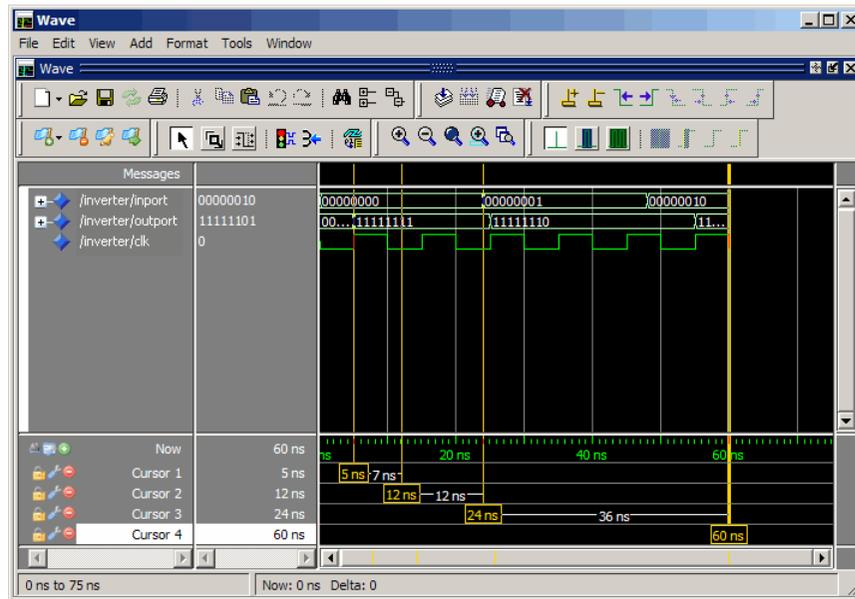 Wave
File Edit View Add Format Tools Window
Wave
Messages
/inverter/inport 00000010 00000000 00000001 00000010
/inverter/outport 11111101 00... 11111111 11111110 11...
/inverter/clk 0
Now 60 ns ns 20 ns 40 ns 60 ns
Cursor 1 5 ns 5 ns 7 ns
Cursor 2 12 ns 12 ns 12 ns
Cursor 3 24 ns 24 ns 36 ns
Cursor 4 60 ns 60 ns
0 ns to 75 ns Now: 0 ns Delta: 0